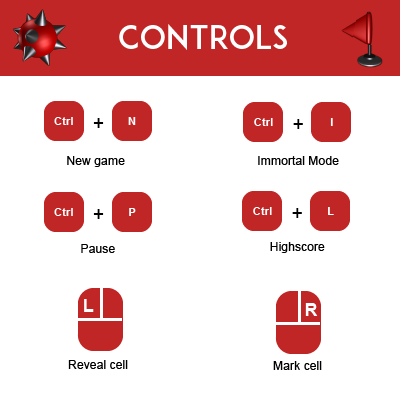 CONTROLS
Ctrl + N
New game
Ctrl + I
Immortal Mode
Ctrl + P
Pause
Ctrl + L
Highscore
L
Reveal cell
R
Mark cell